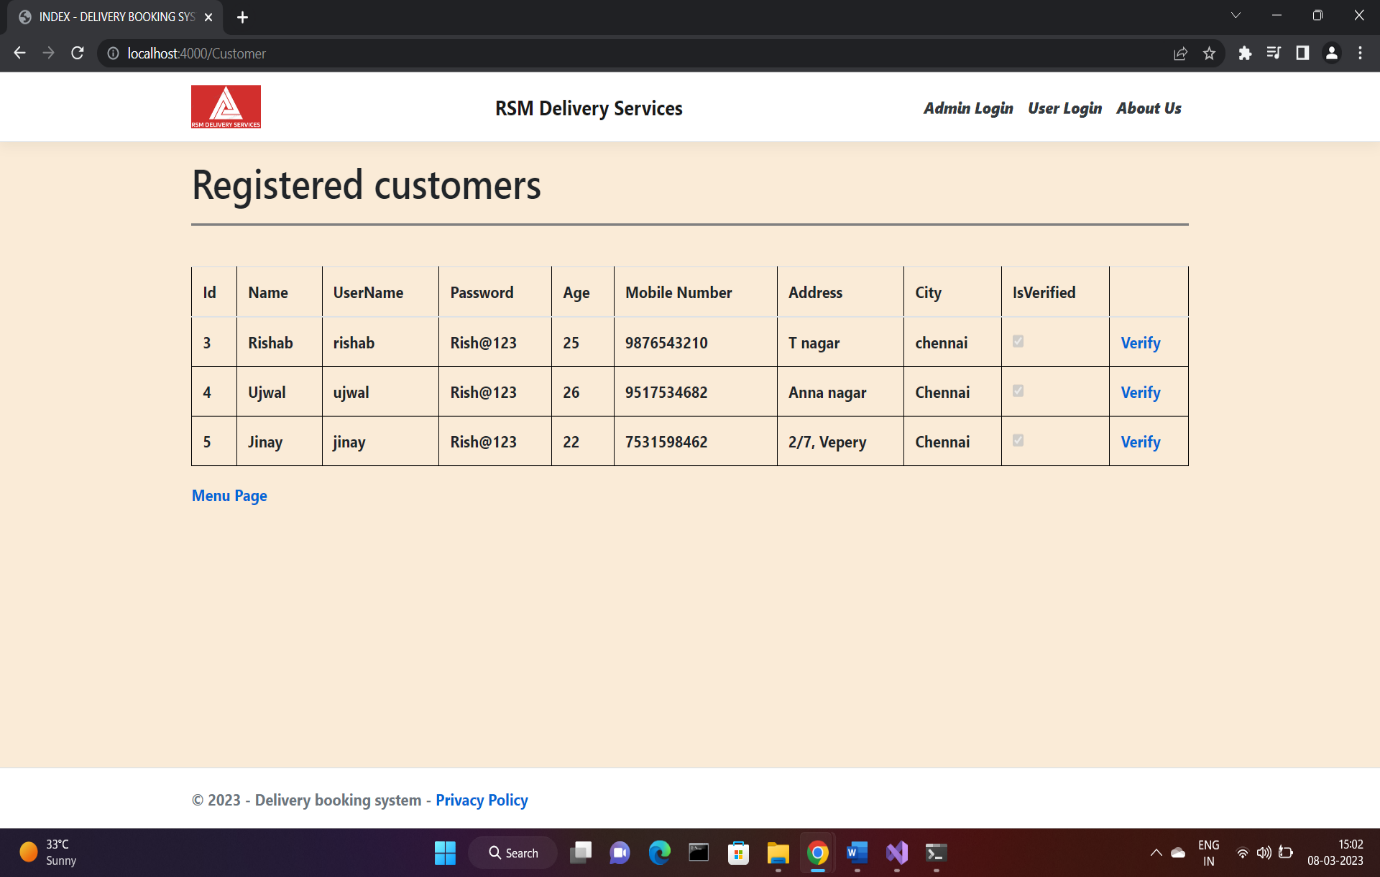 INDEX - DELIVERY BOOKING SYS
localhost:4000/Customer
RSM DELIVERY SERVICES
RSM Delivery Services
Admin Login User Login About Us
Registered customers
Id Name UserName Password Age Mobile Number Address City IsVerified
3 Rishab rishab Rish@123 25 9876543210 T nagar chennai Verify
4 Ujwal ujwal Rish@123 26 9517534682 Anna nagar Chennai Verify
5 Jinay jinay Rish@123 22 7531598462 2/7, Vepery Chennai Verify
Menu Page
© 2023 - Delivery booking system - Privacy Policy
33°C
Sunny
Search
ENG
IN
15:02
08-03-2023